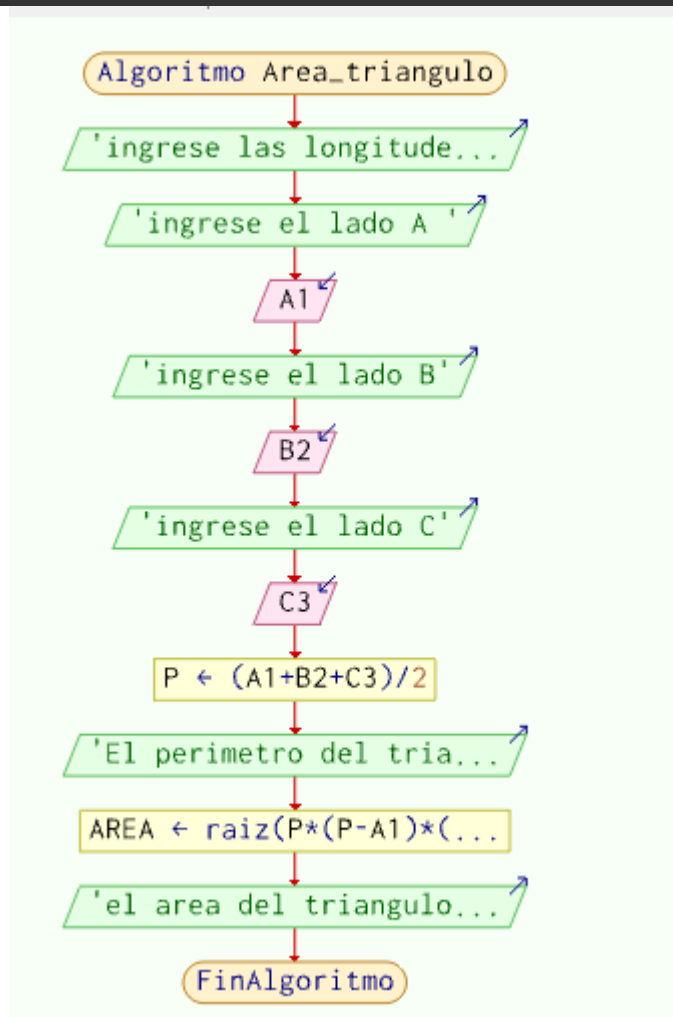 Algoritmo Area_triangulo
'ingrese las longitude...
'ingrese el lado A '
A1
'ingrese el lado B'
B2
'ingrese el lado C'
C3
P ← (A1+B2+C3)/2
'El perimetro del tria...
AREA ← raiz(P*(P-A1)*(...
'el area del triangulo...
FinAlgoritmo